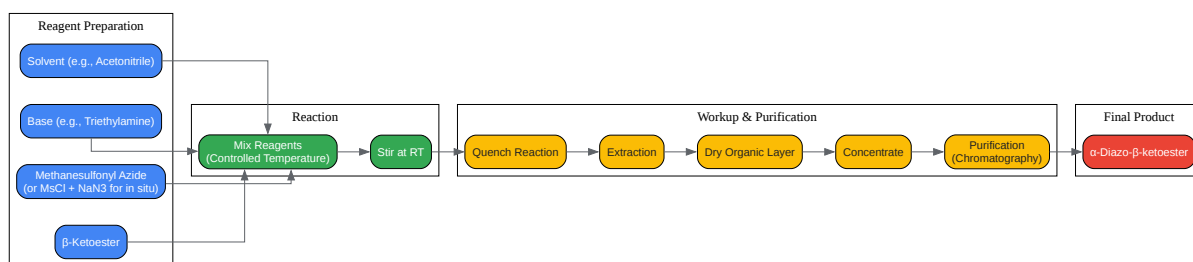 Reagent Preparation
Solvent (e.g., Acetonitrile)
Base (e.g., Triethylamine)
Methanesulfonyl Azide
(or MsCl + NaN3 for in situ)
β-Ketoester
Reaction
Mix Reagents
(Controlled Temperature)
Stir at RT
Workup & Purification
Quench Reaction
Extraction
Dry Organic Layer
Concentrate
Purification
(Chromatography)
Final Product
α-Diazo-β-ketoester